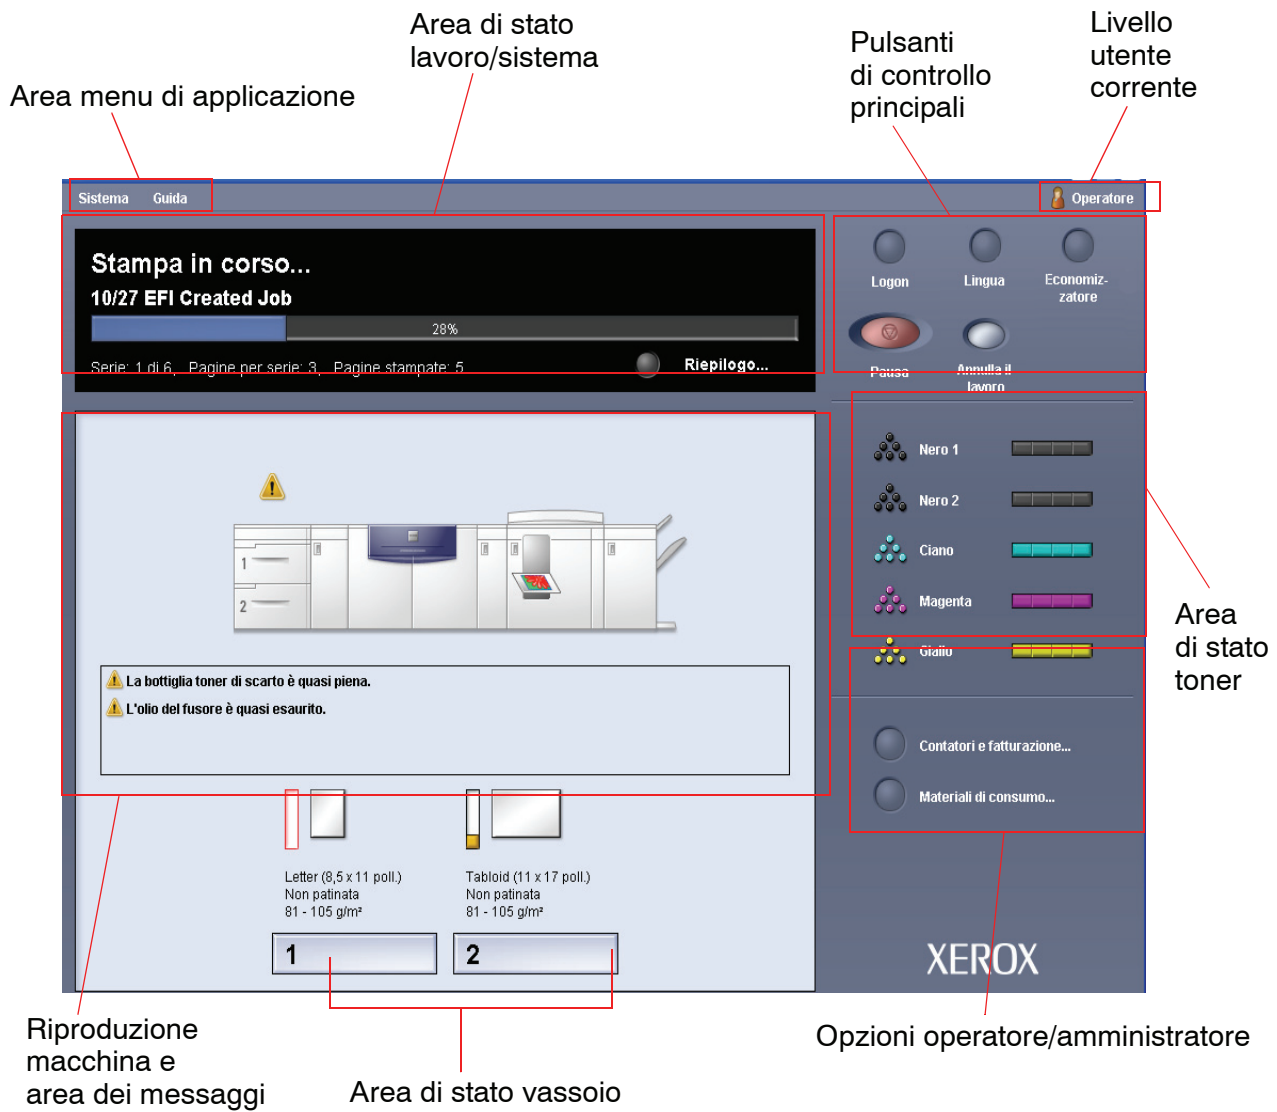 Area di stato
lavoro/sistema
Livello
utente
corrente
Pulsanti
di controllo
principali
Area menu di applicazione
Sistema Guida
Operatore
Stampa in corso...
10/27 EFI Created Job
28%
Serie: 1 di 6, Pagine per serie: 3, Pagine stampate: 5
Riepilogo...
Logon
Lingua
Economiz-
zatore
Pausa
Annulla il
lavoro
Nero 1
Nero 2
Ciano
Magenta
Giallo
Area
di stato
toner
1
2
La bottiglia toner di scarto è quasi piena.
L'olio del fusore è quasi esaurito.
Contatori e fatturazione...
Materiali di consumo...
Letter (8,5 x 11 poll.)
Non patinata
81 - 105 g/m²
Tabloid (11 x 17 poll.)
Non patinata
81 - 105 g/m²
1
2
XEROX
Riproduzione
macchina e
area dei messaggi
Area di stato vassoio
Opzioni operatore/amministratore